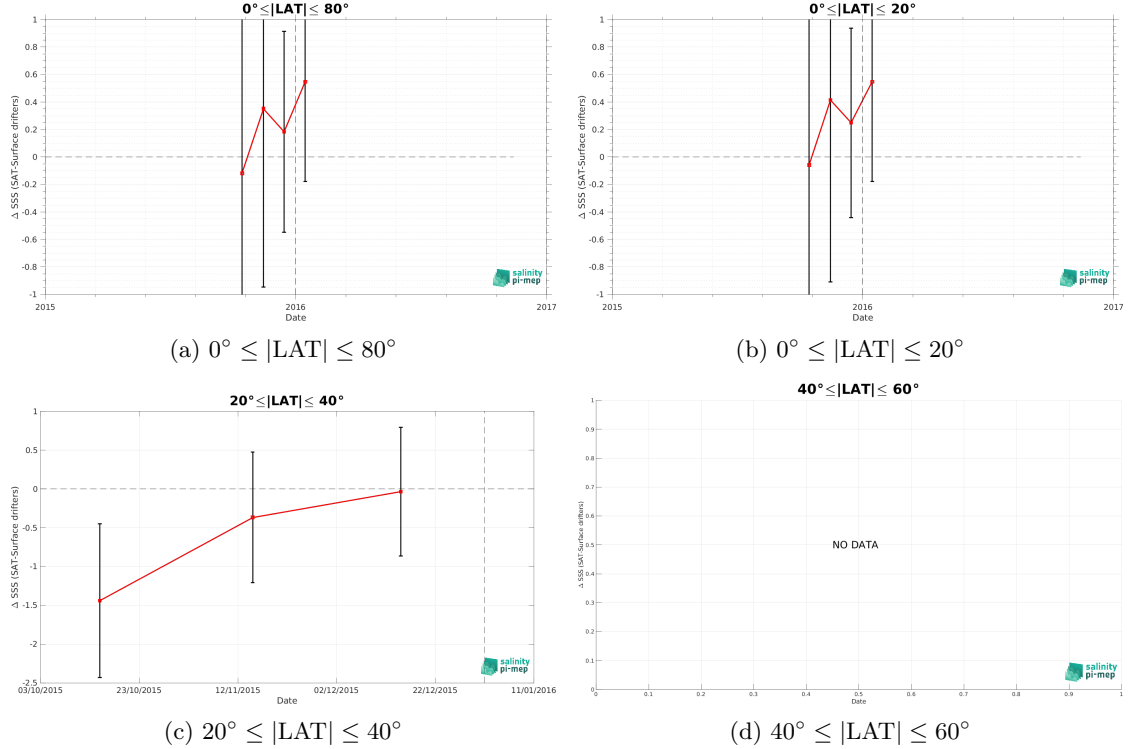 0°≤|LAT|≤ 80°
Δ SSS (SAT-Surface drifters)
1
0.8
0.6
0.4
0.2
0
-0.2
-0.4
-0.6
-0.8
-1
2015
2016
2017
Date
salinity
pi-mep
(a) 0° ≤ |LAT| ≤ 80°
0°≤|LAT|≤ 20°
Δ SSS (SAT-Surface drifters)
1
0.8
0.6
0.4
0.2
0
-0.2
-0.4
-0.6
-0.8
-1
2015
2016
2017
Date
salinity
pi-mep
(b) 0° ≤ |LAT| ≤ 20°
20°≤|LAT|≤ 40°
Δ SSS (SAT-Surface drifters)
1
0.5
0
-0.5
-1
-1.5
-2
-2.5
03/10/2015
23/10/2015
12/11/2015
02/12/2015
22/12/2015
11/01/2016
Date
salinity
pi-mep
(c) 20° ≤ |LAT| ≤ 40°
40°≤|LAT|≤ 60°
Δ SSS (SAT-Surface drifters)
1
0.9
0.8
0.7
0.6
0.5
0.4
0.3
0.2
0.1
0
NO DATA
0
0.1
0.2
0.3
0.4
0.5
0.6
0.7
0.8
0.9
1
Date
salinity
pi-mep
(d) 40° ≤ |LAT| ≤ 60°